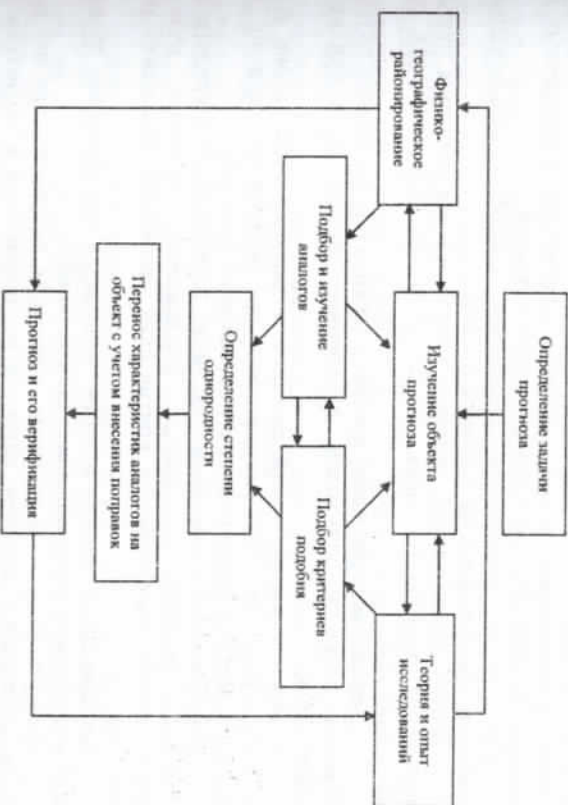 Определение задачи
прогноза
Физико-
географическое
районирование
Изучение объекта
прогноза
Теория и опыт
исследований
Подбор и изучение
аналогов
Подбор критериев
подобия
Определение степени
однородности
Перенос характеристик аналогов на
объект с учетом внесения поправок
Прогноз и его верификация